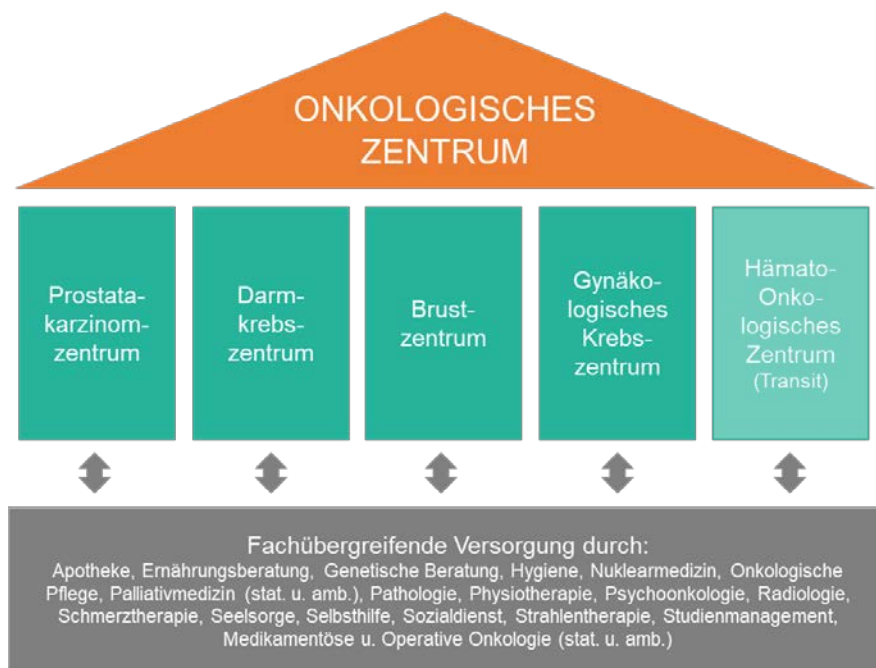 ONKOLOGISCHES
ZENTRUM
Prostata-
karzinom-
zentrum
Darm-
krebs-
zentrum
Brust-
zentrum
Gynäko-
logisches
Krebs-
zentrum
Hämato-
Onko-
logisches
Zentrum
(Transit)
Fachübergreifende Versorgung durch:
Apotheke, Ernährungsberatung, Genetische Beratung, Hygiene, Nuklearmedizin, Onkologische
Pflege, Palliativmedizin (stat. u. amb.), Pathologie, Physiotherapie, Psychoonkologie, Radiologie,
Schmerztherapie, Seelsorge, Selbsthilfe, Sozialdienst, Strahlentherapie, Studienmanagement,
Medikamentöse u. Operative Onkologie (stat. u. amb.)